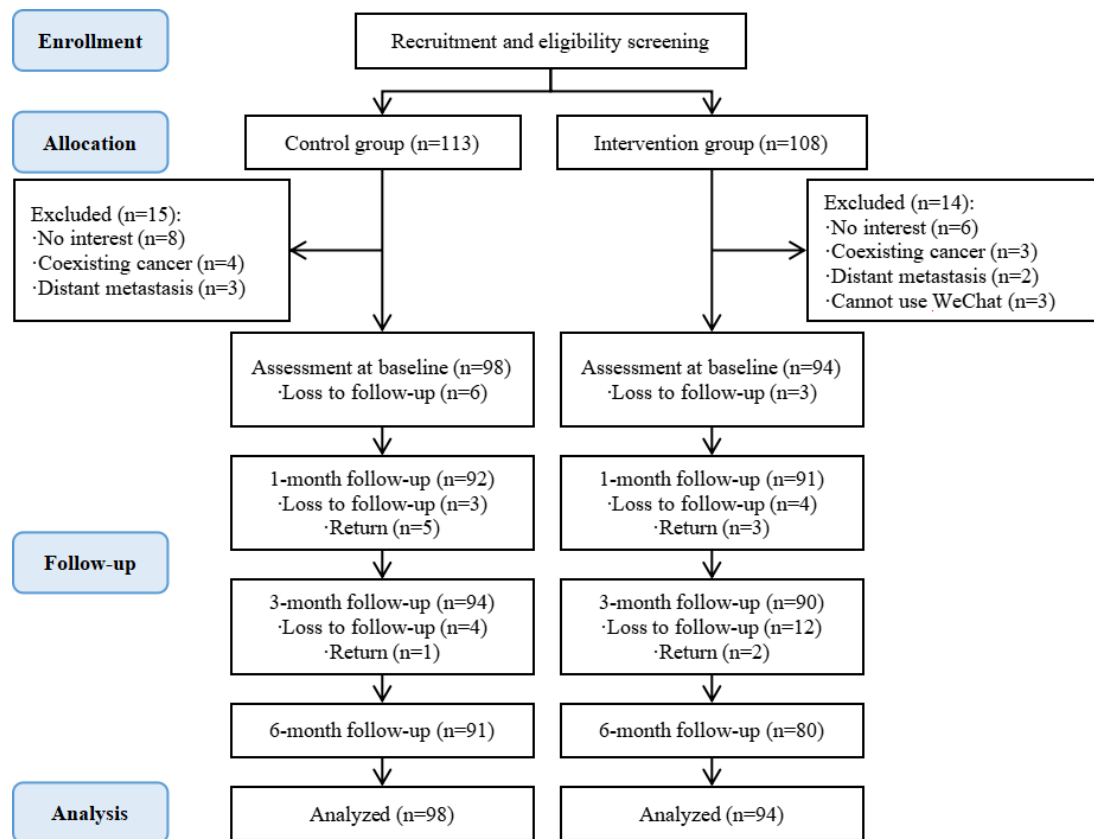 Enrollment
Recruitment and eligibility screening
Allocation
Control group (n=113)
Intervention group (n=108)
Excluded (n=15):
·No interest (n=8)
·Coexisting cancer (n=4)
·Distant metastasis (n=3)
Excluded (n=14):
·No interest (n=6)
·Coexisting cancer (n=3)
·Distant metastasis (n=2)
·Cannot use WeChat (n=3)
Assessment at baseline (n=98)
·Loss to follow-up (n=6)
Assessment at baseline (n=94)
·Loss to follow-up (n=3)
1-month follow-up (n=92)
·Loss to follow-up (n=3)
·Return (n=5)
1-month follow-up (n=91)
·Loss to follow-up (n=4)
·Return (n=3)
Follow-up
3-month follow-up (n=94)
·Loss to follow-up (n=4)
·Return (n=1)
3-month follow-up (n=90)
·Loss to follow-up (n=12)
·Return (n=2)
6-month follow-up (n=91)
6-month follow-up (n=80)
Analysis
Analyzed (n=98)
Analyzed (n=94)